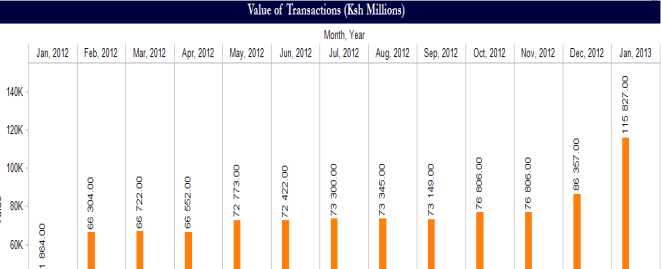 Value of Transactions (Ksh Millions)
Month, Year
Jan, 2012 Feb, 2012 Mar, 2012 Apr, 2012 May, 2012 Jun, 2012 Jul, 2012 Aug, 2012 Sep, 2012 Oct, 2012 Nov, 2012 Dec, 2012 Jan, 2013
140K
120K
100K
80K
60K
1 864.00
66 304.00
66 722.00
66 552.00
72 773.00
72 422.00
73 300.00
73 345.00
73 149.00
76 806.00
76 806.00
86 357.00
115 827.00